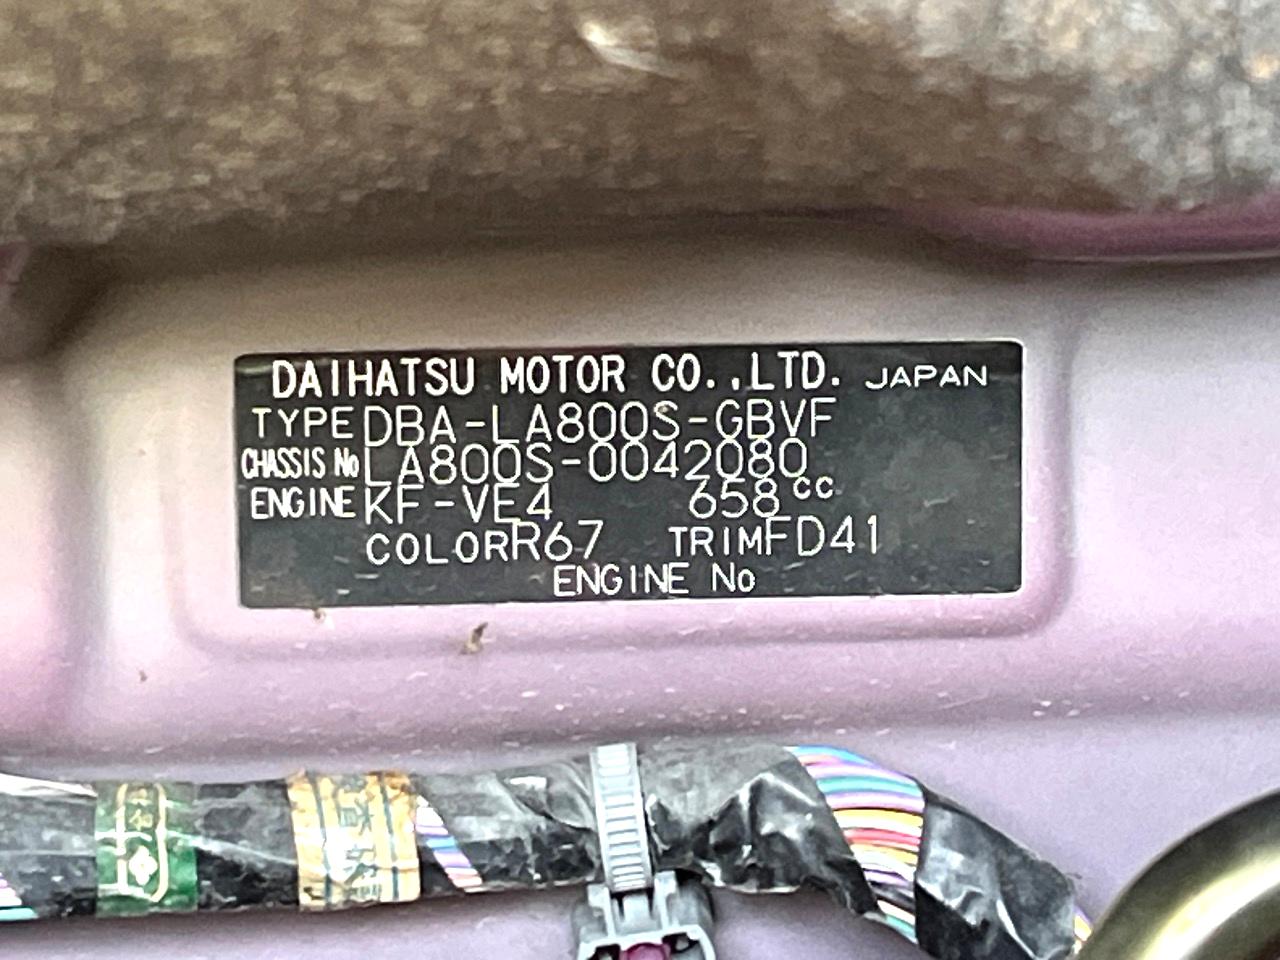 DAIHATSU MOTOR CO.,LTD. JAPAN
TYPE DBA-LA800S-GBVF
CHASSIS No LA800S-0042080
ENGINE KF-VE4 658cc
COLOR R67 TRIM FD41
ENGINE No